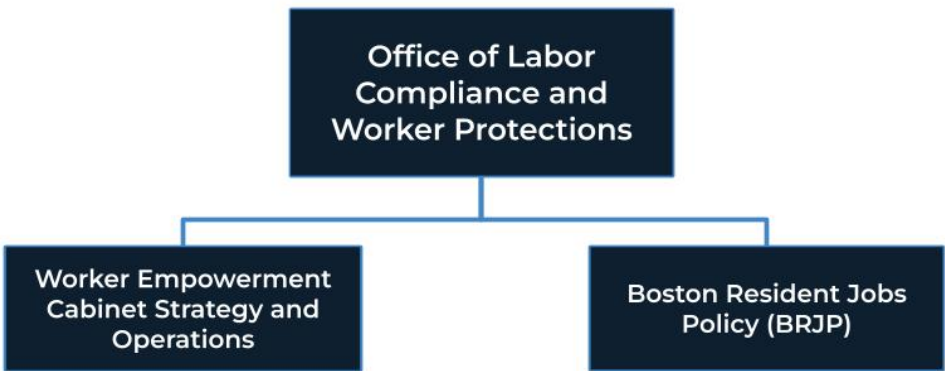 Office of Labor
Compliance and
Worker Protections
Worker Empowerment
Cabinet Strategy and
Operations
Boston Resident Jobs
Policy (BRJP)